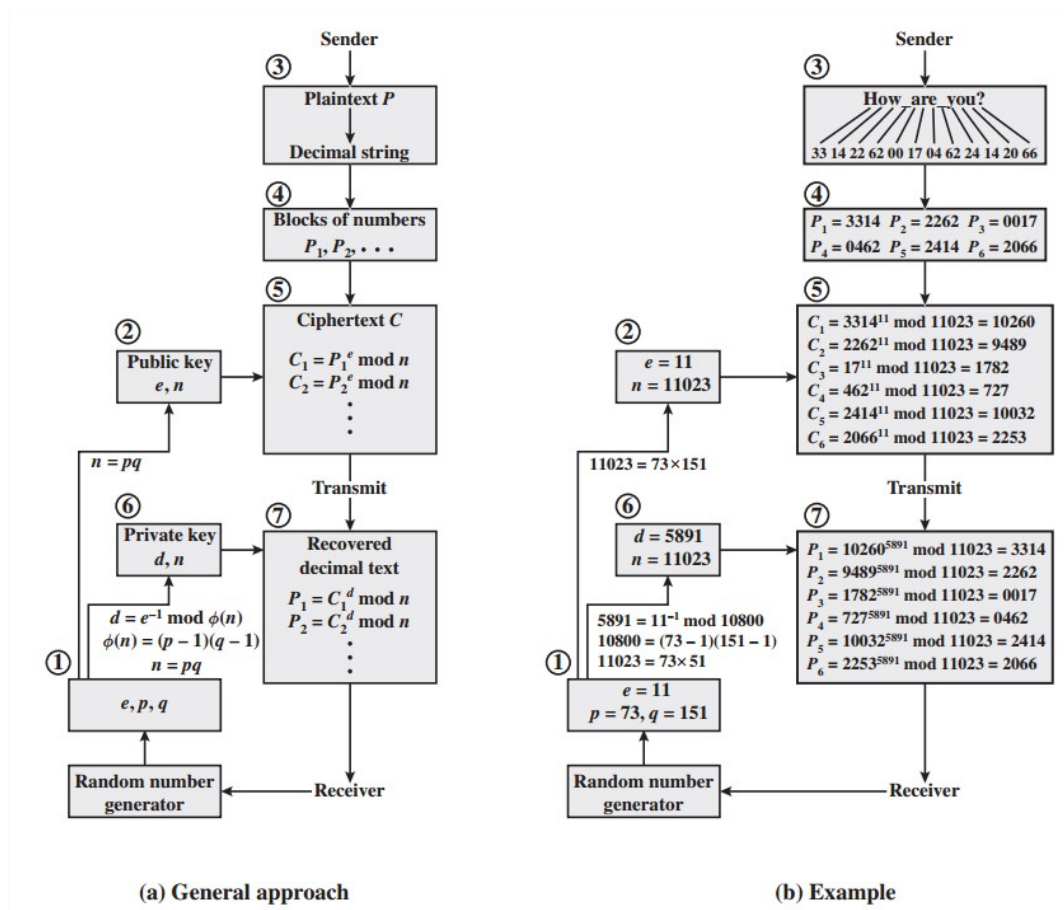 Sender
③
Plaintext P
Decimal string
④
Blocks of numbers
P₁, P₂, . . .
⑤
Ciphertext C
C₁ = P₁ᵉ mod n
C₂ = P₂ᵉ mod n
②
Public key
e, n
n = pq
Transmit
⑥
Private key
d, n
⑦
Recovered
decimal text
P₁ = C₁ᵈ mod n
P₂ = C₂ᵈ mod n
d = e⁻¹ mod ϕ(n)
ϕ(n) = (p – 1)(q – 1)
n = pq
①
e, p, q
Random number
generator
Receiver
(a) General approach
Sender
③
How_are_you?
33 14 22 62 00 17 04 62 24 14 20 66
④
P₁ = 3314 P₂ = 2262 P₃ = 0017
P₄ = 0462 P₅ = 2414 P₆ = 2066
⑤
C₁ = 3314¹¹ mod 11023 = 10260
C₂ = 2262¹¹ mod 11023 = 9489
C₃ = 17¹¹ mod 11023 = 1782
C₄ = 462¹¹ mod 11023 = 727
C₅ = 2414¹¹ mod 11023 = 10032
C₆ = 2066¹¹ mod 11023 = 2253
②
e = 11
n = 11023
11023 = 73 × 151
Transmit
⑥
d = 5891
n = 11023
⑦
P₁ = 10260⁵⁸⁹¹ mod 11023 = 3314
P₂ = 9489⁵⁸⁹¹ mod 11023 = 2262
P₃ = 1782⁵⁸⁹¹ mod 11023 = 0017
P₄ = 727⁵⁸⁹¹ mod 11023 = 0462
P₅ = 10032⁵⁸⁹¹ mod 11023 = 2414
P₆ = 2253⁵⁸⁹¹ mod 11023 = 2066
5891 = 11⁻¹ mod 10800
10800 = (73 – 1)(151 – 1)
11023 = 73 × 51
①
e = 11
p = 73, q = 151
Random number
generator
Receiver
(b) Example